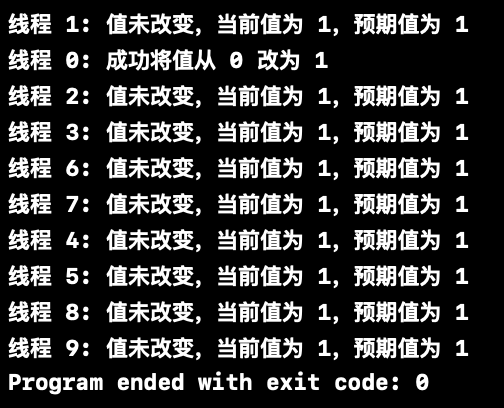 线程 1: 值未改变, 当前值为 1, 预期值为 1
线程 0: 成功将值从 0 改为 1
线程 2: 值未改变, 当前值为 1, 预期值为 1
线程 3: 值未改变, 当前值为 1, 预期值为 1
线程 6: 值未改变, 当前值为 1, 预期值为 1
线程 7: 值未改变, 当前值为 1, 预期值为 1
线程 4: 值未改变, 当前值为 1, 预期值为 1
线程 5: 值未改变, 当前值为 1, 预期值为 1
线程 8: 值未改变, 当前值为 1, 预期值为 1
线程 9: 值未改变, 当前值为 1, 预期值为 1
Program ended with exit code: 0